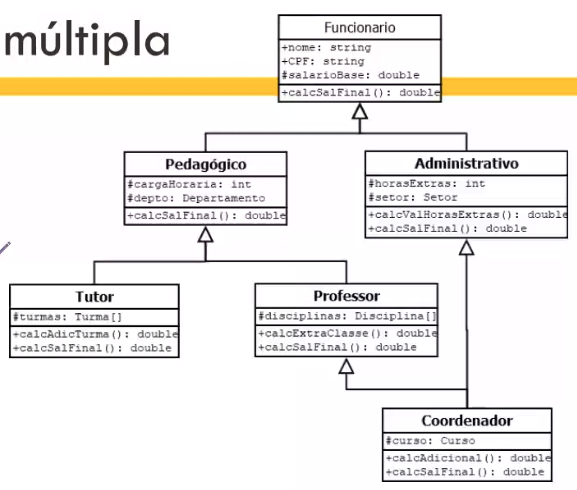 múltipla
Funcionario
+nome: string
+CPF: string
#salarioBase: double
+calcSalFinal(): double
Pedagógico
#cargaHoraria: int
#depto: Departamento
+calcSalFinal(): double
Administrativo
#horasExtras: int
#setor: Setor
+calcValHorasExtras(): double
+calcSalFinal(): double
Tutor
#turmas: Turma[]
+calcAdicTurma(): double
+calcSalFinal(): double
Professor
#disciplinas: Disciplina[]
+calcExtraClasse(): double
+calcSalFinal(): double
Coordenador
#curso: Curso
+calcAdicional(): double
+calcSalFinal(): double